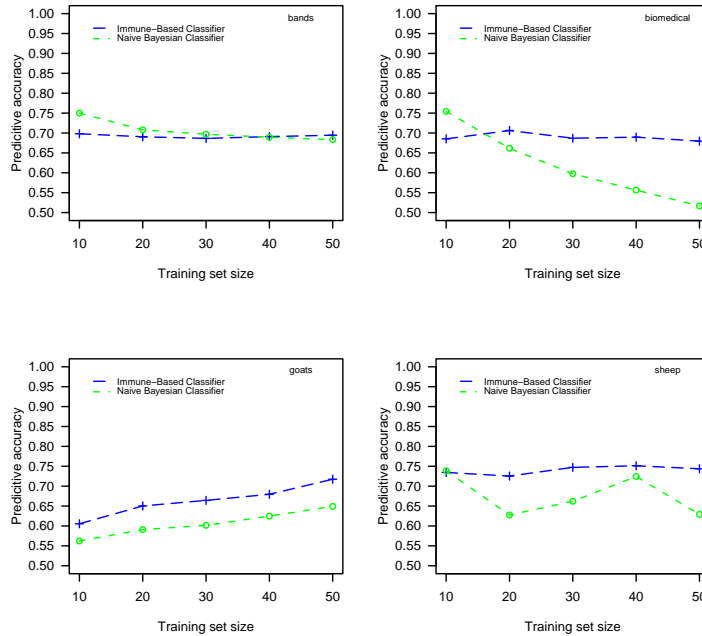 bands
Immune−Based Classifier
Naive Bayesian Classifier
Predicitive accuracy
1.00
0.95
0.90
0.85
0.80
0.75
0.70
0.65
0.60
0.55
0.50
10 20 30 40 50
Training set size
biomedical
Immune−Based Classifier
Naive Bayesian Classifier
Predicitive accuracy
1.00
0.95
0.90
0.85
0.80
0.75
0.70
0.65
0.60
0.55
0.50
10 20 30 40 50
Training set size
goats
Immune−Based Classifier
Naive Bayesian Classifier
Predicitive accuracy
1.00
0.95
0.90
0.85
0.80
0.75
0.70
0.65
0.60
0.55
0.50
10 20 30 40 50
Training set size
sheep
Immune−Based Classifier
Naive Bayesian Classifier
Predicitive accuracy
1.00
0.95
0.90
0.85
0.80
0.75
0.70
0.65
0.60
0.55
0.50
10 20 30 40 50
Training set size